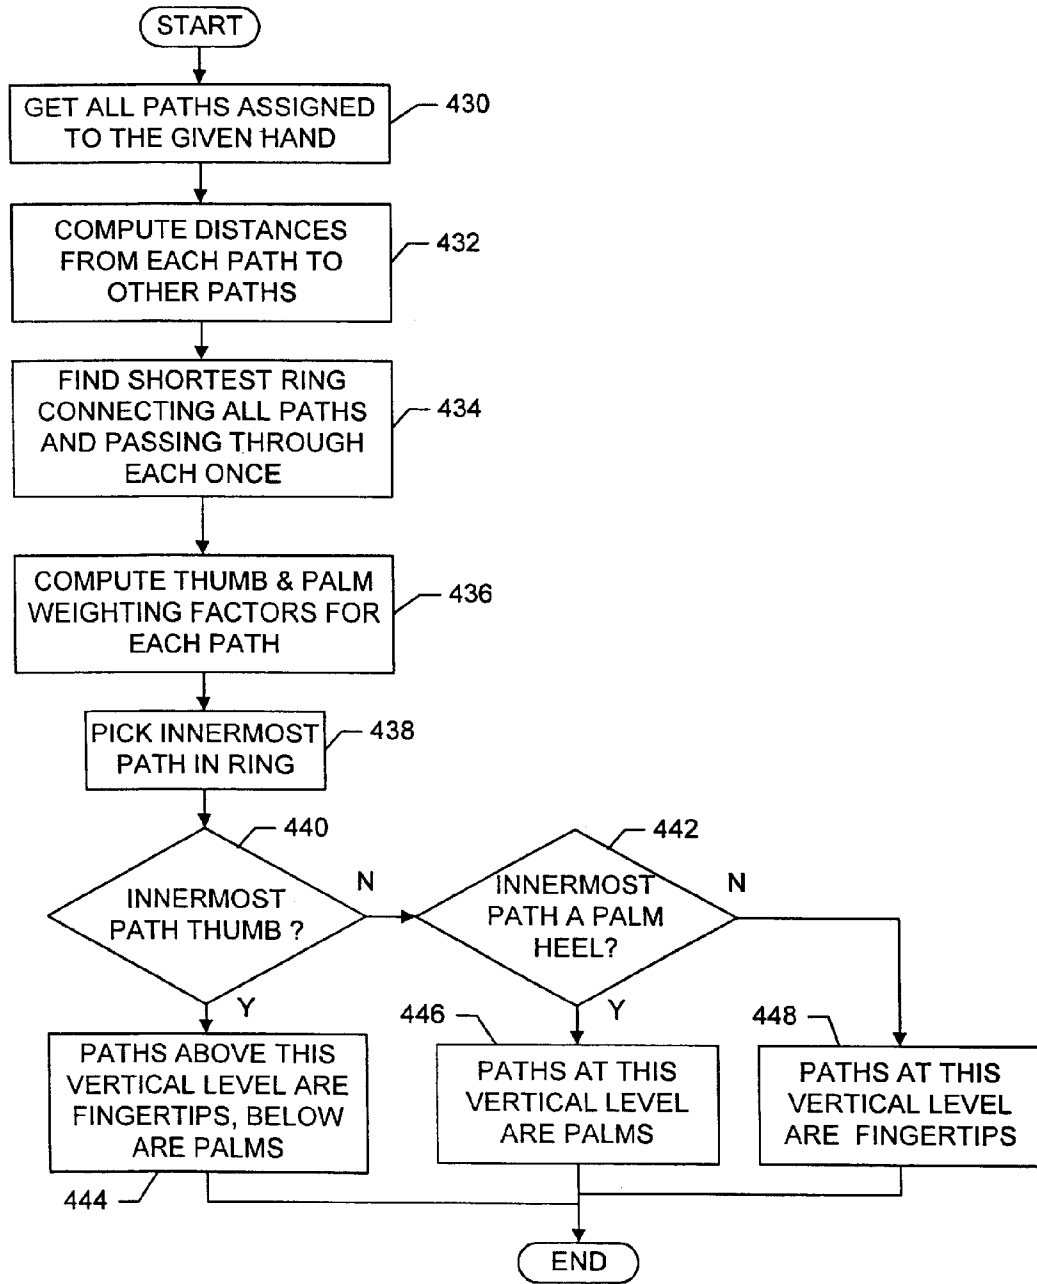 START
GET ALL PATHS ASSIGNED
TO THE GIVEN HAND
430
COMPUTE DISTANCES
FROM EACH PATH TO
OTHER PATHS
432
FIND SHORTEST RING
CONNECTING ALL PATHS
AND PASSING THROUGH
EACH ONCE
434
COMPUTE THUMB & PALM
WEIGHTING FACTORS FOR
EACH PATH
436
PICK INNERMOST
PATH IN RING
438
440
INNERMOST
PATH THUMB ?
N
Y
442
INNERMOST
PATH A PALM
HEEL?
N
Y
PATHS ABOVE THIS
VERTICAL LEVEL ARE
FINGERTIPS, BELOW
ARE PALMS
444
446
PATHS AT THIS
VERTICAL LEVEL
ARE PALMS
448
PATHS AT THIS
VERTICAL LEVEL
ARE FINGERTIPS
END